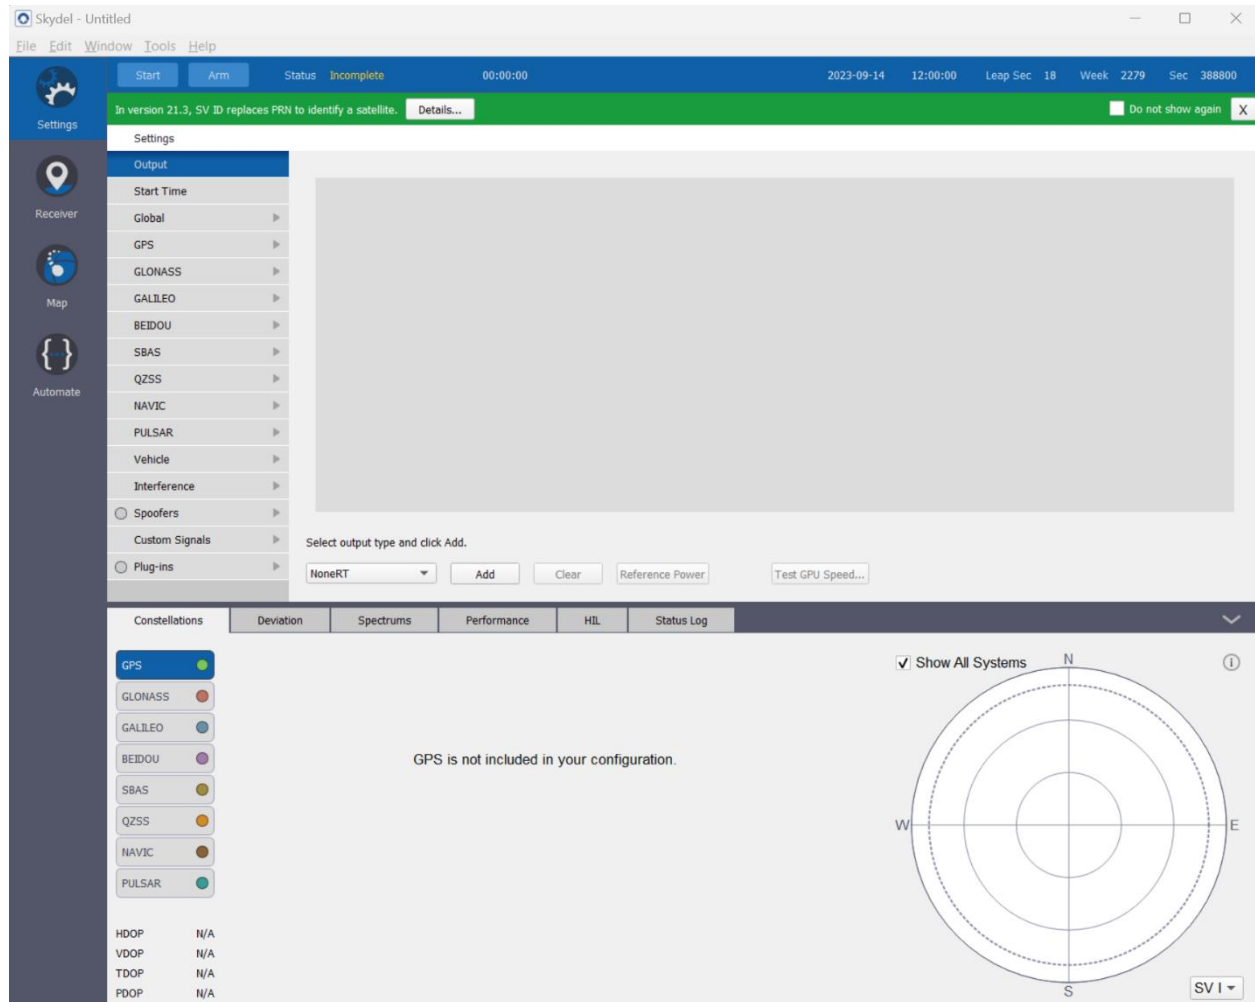 Skydel - Untitled
File Edit Window Tools Help
Start Arm Status Incomplete 00:00:00 2023-09-14 12:00:00 Leap Sec 18 Week 2279 Sec 388800
In version 21.3, SV ID replaces PRN to identify a satellite. Details... Do not show again X
Settings
Receiver
Map
Automate
Settings
Output
Start Time
Global
GPS
GLONASS
GALILEO
BEIDOU
SBAS
QZSS
NAVIC
PULSAR
Vehicle
Interference
Spoofers
Custom Signals
Plug-ins
Select output type and click Add.
NoneRT Add Clear Reference Power Test GPU Speed...
Constellations Deviation Spectrums Performance HIL Status Log
GPS
GLONASS
GALILEO
BEIDOU
SBAS
QZSS
NAVIC
PULSAR
HDOP N/A
VDOP N/A
TDOP N/A
PDOP N/A
GPS is not included in your configuration.
Show All Systems
N
W
E
S
SV I